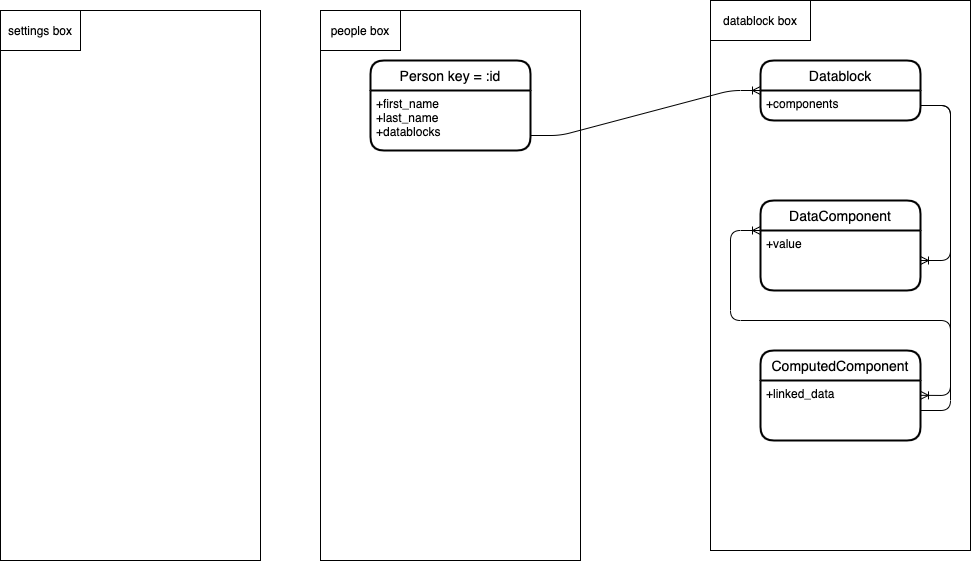 settings box
people box
Person key = :id
+first_name
+last_name
+datablocks
datablock box
Datablock
+components
DataComponent
+value
ComputedComponent
+linked_data